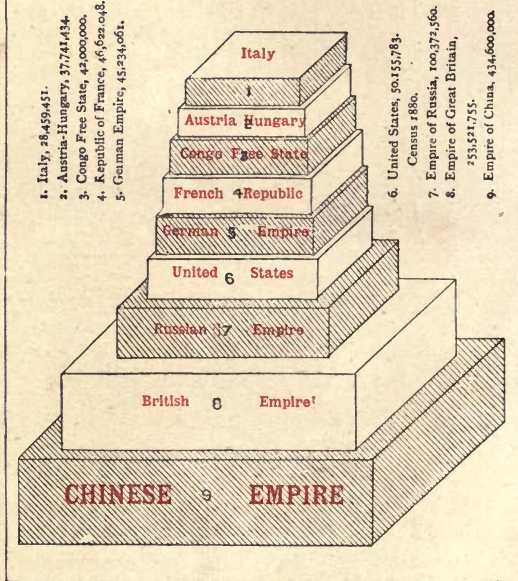 1. Italy, 28,459,451.
2. Austria-Hungary, 37,741,434.
3. Congo Free State, 42,000,000.
4. Republic of France, 46,622,048.
5. German Empire, 45,234,061.
6. United States, 50,155,783.
Census 1880.
7. Empire of Russia, 100,372,560.
8. Empire of Great Britain,
253,521,755.
9. Empire of China, 434,600,000.
Italy
1
Austria 2 Hungary
Congo 3 Free State
French 4 Republic
German 5 Empire
United 6 States
Russian 7 Empire
British 8 Empire
CHINESE 9 EMPIRE